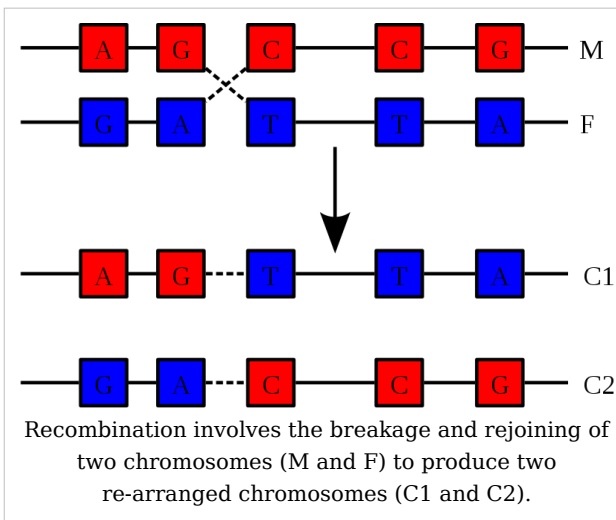 A G C C G M
G A T T A F
A G T T A C1
G A C C G C2
Recombination involves the breakage and rejoining of
two chromosomes (M and F) to produce two
re-arranged chromosomes (C1 and C2).